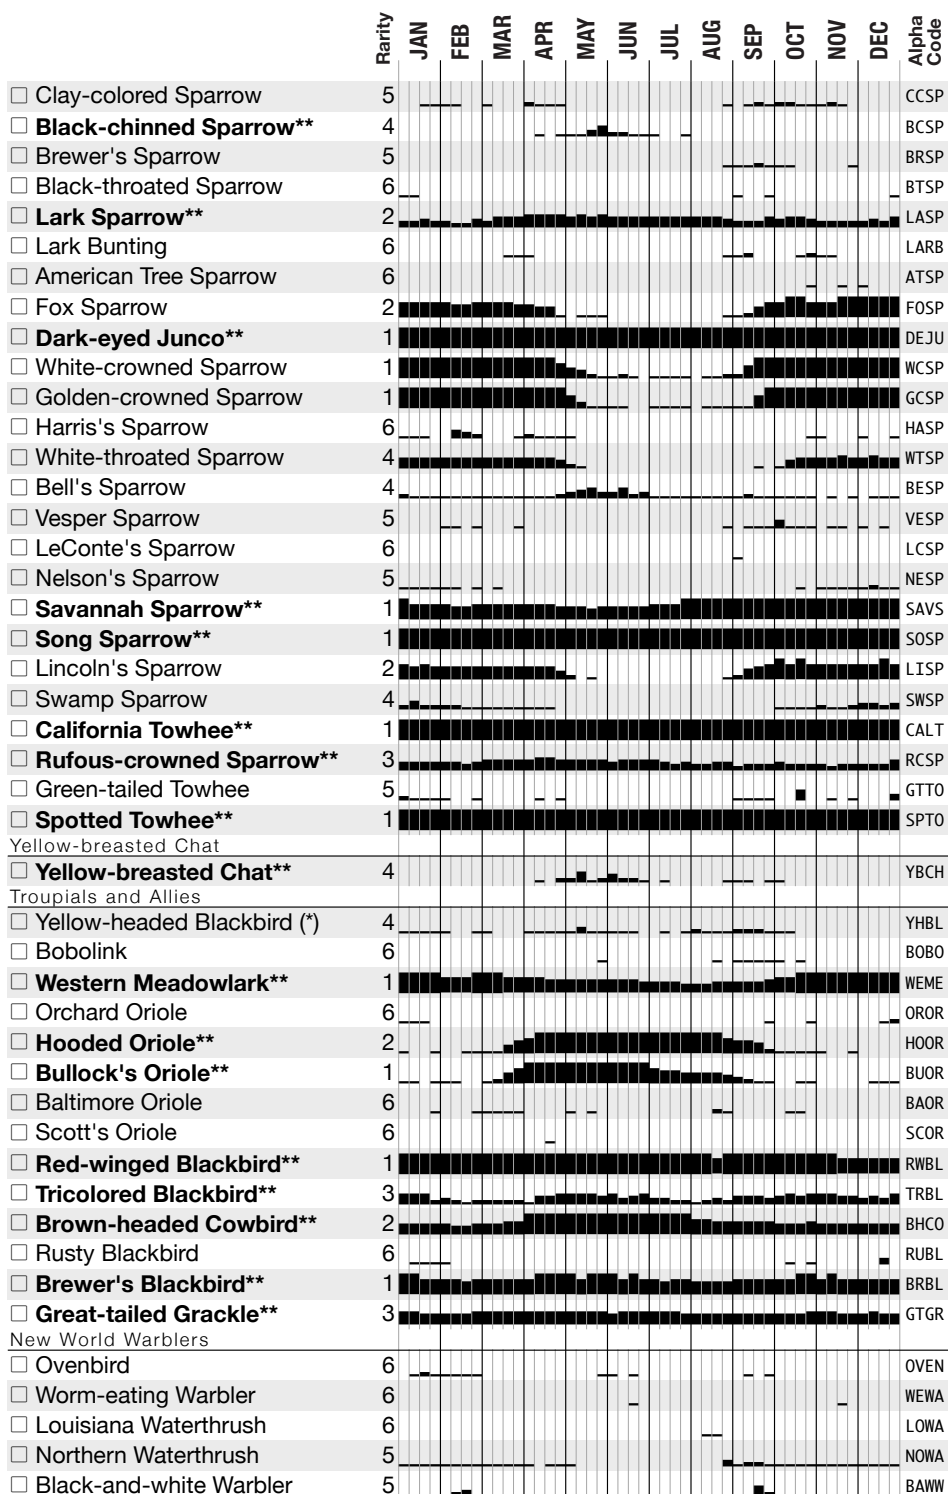 Rarity JAN FEB MAR APR MAY JUN JUL AUG SEP OCT NOV DEC Alpha Code
Clay-colored Sparrow 5 CCSP
Black-chinned Sparrow** 4 BCSP
Brewer's Sparrow 5 BRSP
Black-throated Sparrow 6 BTSP
Lark Sparrow** 2 LASP
Lark Bunting 6 LARB
American Tree Sparrow 6 ATSP
Fox Sparrow 2 FOSP
Dark-eyed Junco** 1 DEJU
White-crowned Sparrow 1 WCSP
Golden-crowned Sparrow 1 GCSP
Harris's Sparrow 6 HASP
White-throated Sparrow 4 WTSP
Bell's Sparrow 4 BESP
Vesper Sparrow 5 VESP
LeConte's Sparrow 6 LCSP
Nelson's Sparrow 5 NESP
Savannah Sparrow** 1 SAVS
Song Sparrow** 1 SOSP
Lincoln's Sparrow 2 LISP
Swamp Sparrow 4 SWSP
California Towhee** 1 CALT
Rufous-crowned Sparrow** 3 RCSP
Green-tailed Towhee 5 GTTO
Spotted Towhee** 1 SPTO
Yellow-breasted Chat
Yellow-breasted Chat** 4 YBCH
Troupials and Allies
Yellow-headed Blackbird (*) 4 YHBL
Bobolink 6 BOBO
Western Meadowlark** 1 WEME
Orchard Oriole 6 OROR
Hooded Oriole** 2 HOOR
Bullock's Oriole** 1 BUOR
Baltimore Oriole 6 BAOR
Scott's Oriole 6 SCOR
Red-winged Blackbird** 1 RWBL
Tricolored Blackbird** 3 TRBL
Brown-headed Cowbird** 2 BHCO
Rusty Blackbird 6 RUBL
Brewer's Blackbird** 1 BRBL
Great-tailed Grackle** 3 GTGR
New World Warblers
Ovenbird 6 OVEN
Worm-eating Warbler 6 WEWA
Louisiana Waterthrush 6 LOWA
Northern Waterthrush 5 NOWA
Black-and-white Warbler 5 BAWW